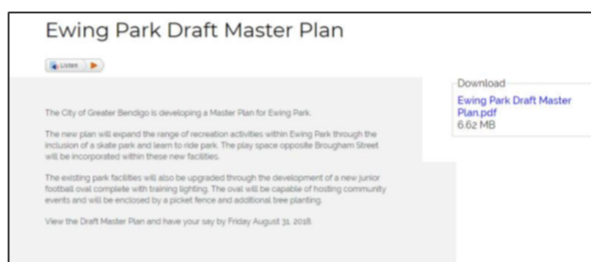 Ewing Park Draft Master Plan
Listen
The City of Greater Bendigo is developing a Master Plan for Ewing Park.
The new plan will expand the range of recreation activities within Ewing Park through the
inclusion of a skate park and learn to ride park. The play space opposite Brougham Street
will be incorporated within these new facilities.
The existing park facilities will also be upgraded through the development of a new junior
football oval complete with training lighting. The oval will be capable of hosting community
events and will be enclosed by a picket fence and additional tree planting.
View the Draft Master Plan and have your say by Friday August 31, 2018.
Download
Ewing Park Draft Master
Plan.pdf
6.62 MB